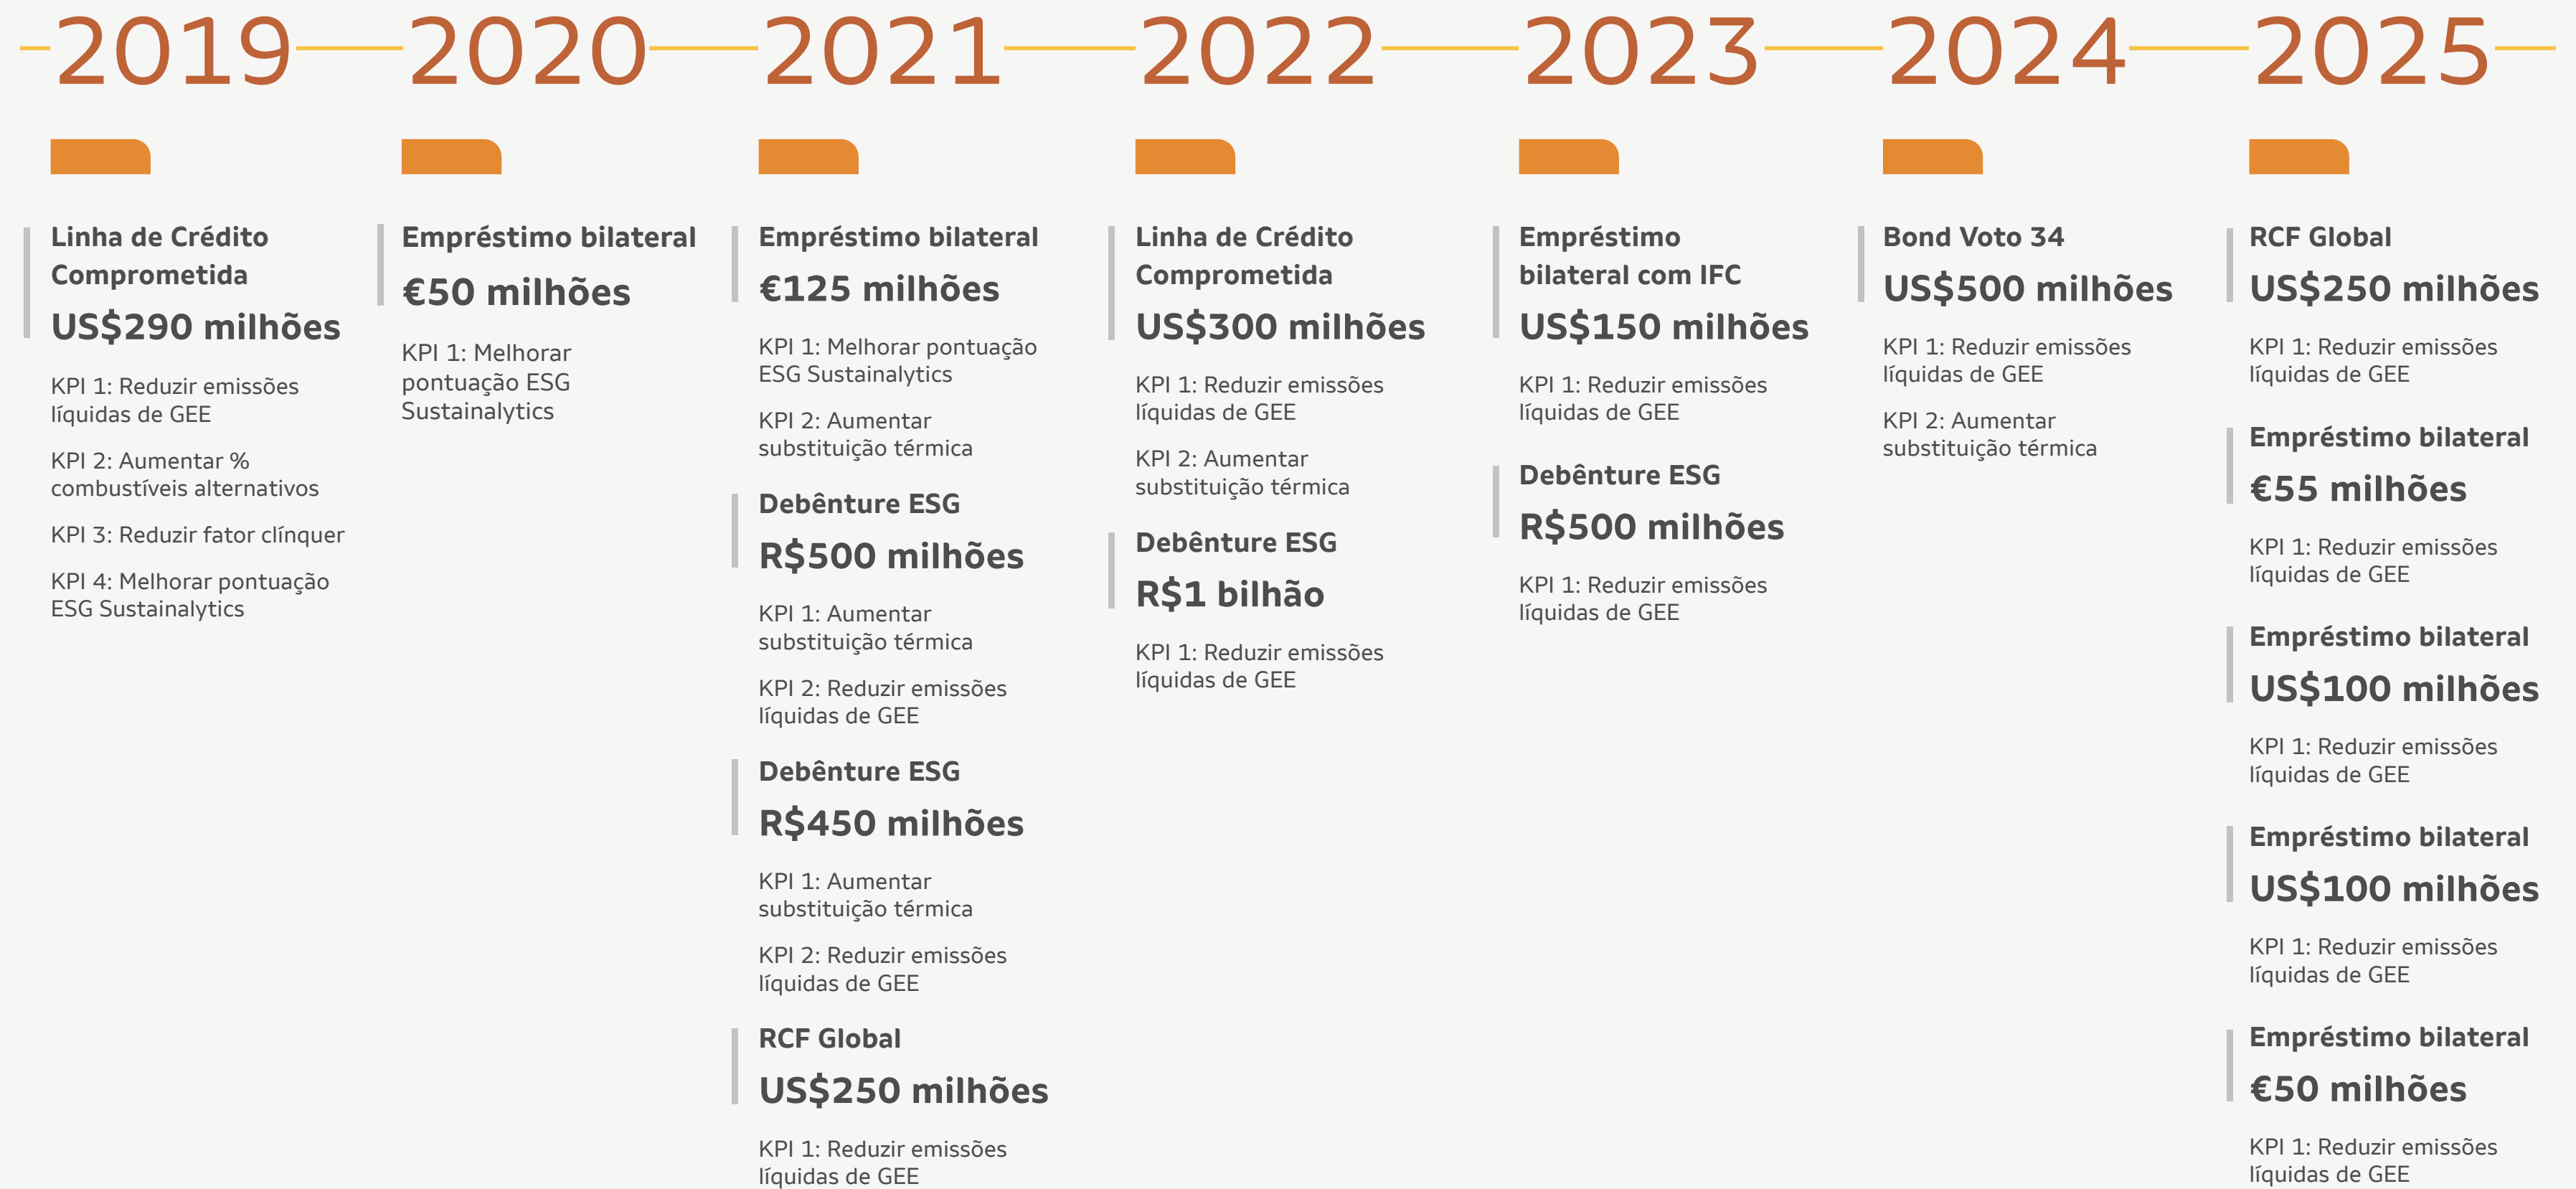 2019
Linha de Crédito
Comprometida
US$290 milhões
KPI 1: Reduzir emissões
líquidas de GEE
KPI 2: Aumentar %
combustíveis alternativos
KPI 3: Reduzir fator clínquer
KPI 4: Melhorar pontuação
ESG Sustainalytics
2020
Empréstimo bilateral
€50 milhões
KPI 1: Melhorar
pontuação ESG
Sustainalytics
2021
Empréstimo bilateral
€125 milhões
KPI 1: Melhorar pontuação
ESG Sustainalytics
KPI 2: Aumentar
substituição térmica
Debênture ESG
R$500 milhões
KPI 1: Aumentar
substituição térmica
KPI 2: Reduzir emissões
líquidas de GEE
Debênture ESG
R$450 milhões
KPI 1: Aumentar
substituição térmica
KPI 2: Reduzir emissões
líquidas de GEE
RCF Global
US$250 milhões
KPI 1: Reduzir emissões
líquidas de GEE
2022
Linha de Crédito
Comprometida
US$300 milhões
KPI 1: Reduzir emissões
líquidas de GEE
KPI 2: Aumentar
substituição térmica
Debênture ESG
R$1 bilhão
KPI 1: Reduzir emissões
líquidas de GEE
2023
Empréstimo
bilateral com IFC
US$150 milhões
KPI 1: Reduzir emissões
líquidas de GEE
Debênture ESG
R$500 milhões
KPI 1: Reduzir emissões
líquidas de GEE
2024
Bond Voto 34
US$500 milhões
KPI 1: Reduzir emissões
líquidas de GEE
KPI 2: Aumentar
substituição térmica
2025
RCF Global
US$250 milhões
KPI 1: Reduzir emissões
líquidas de GEE
Empréstimo bilateral
€55 milhões
KPI 1: Reduzir emissões
líquidas de GEE
Empréstimo bilateral
US$100 milhões
KPI 1: Reduzir emissões
líquidas de GEE
Empréstimo bilateral
US$100 milhões
KPI 1: Reduzir emissões
líquidas de GEE
Empréstimo bilateral
€50 milhões
KPI 1: Reduzir emissões
líquidas de GEE